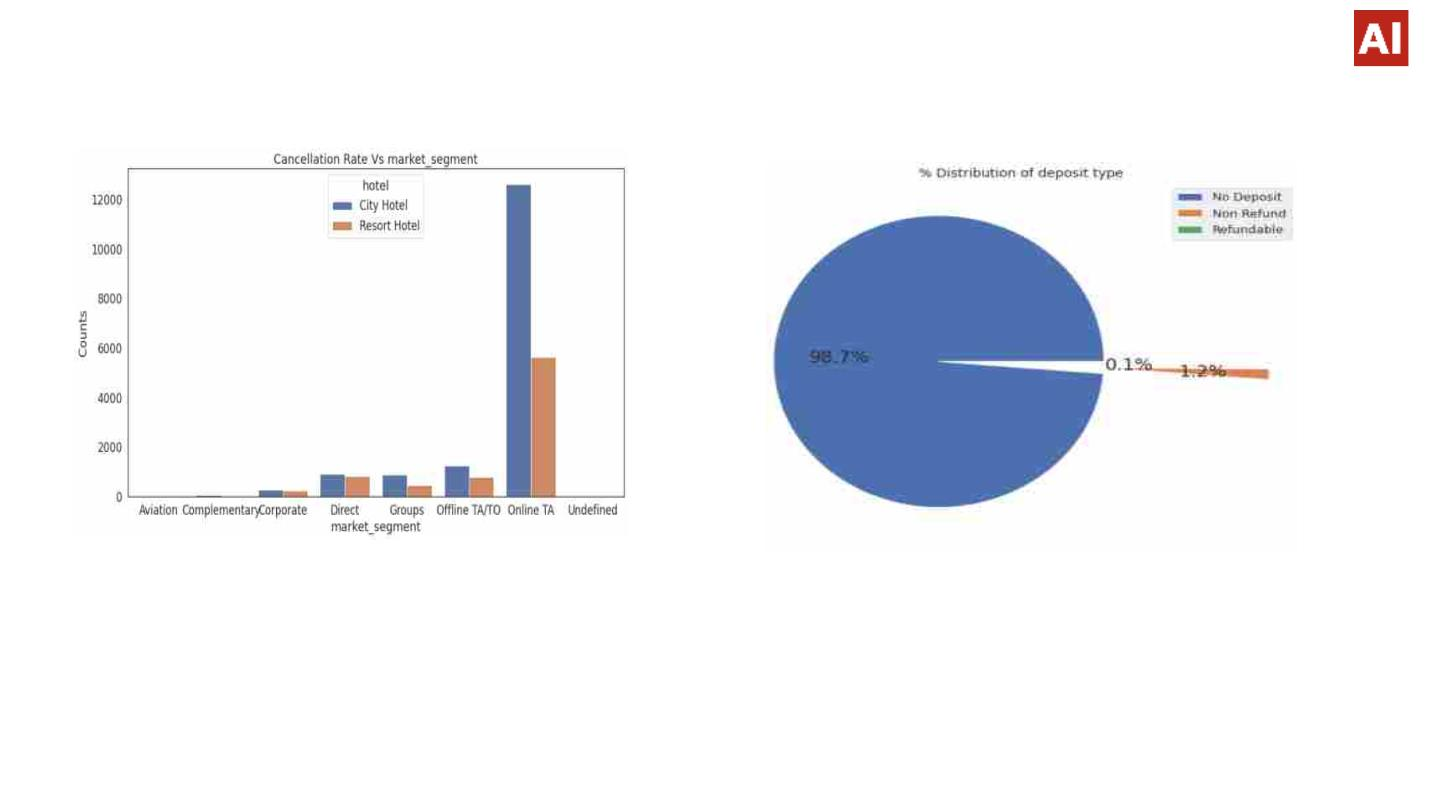 AI
Cancellation Rate Vs market_segment
hotel
City Hotel
Resort Hotel
Counts
12000
10000
8000
6000
4000
2000
0
Aviation Complementary Corporate Direct Groups Offline TA/TO Online TA Undefined
market_segment
% Distribution of deposit type
No Deposit
Non Refund
Refundable
98.7%
0.1%
1.2%